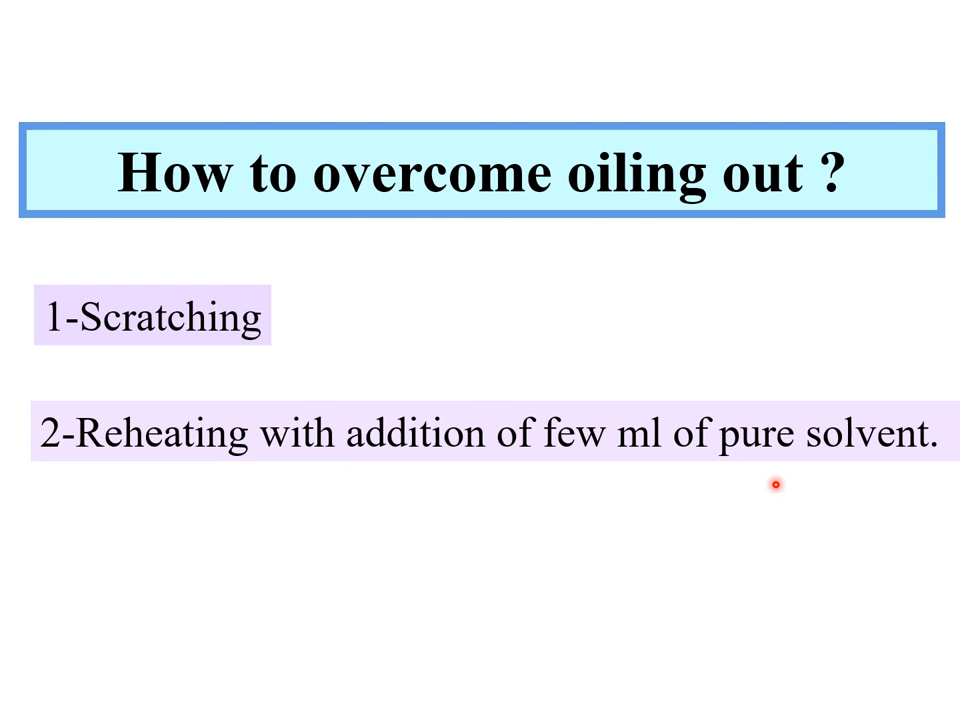 How to overcome oiling out ?
1-Scratching
2-Reheating with addition of few ml of pure solvent.